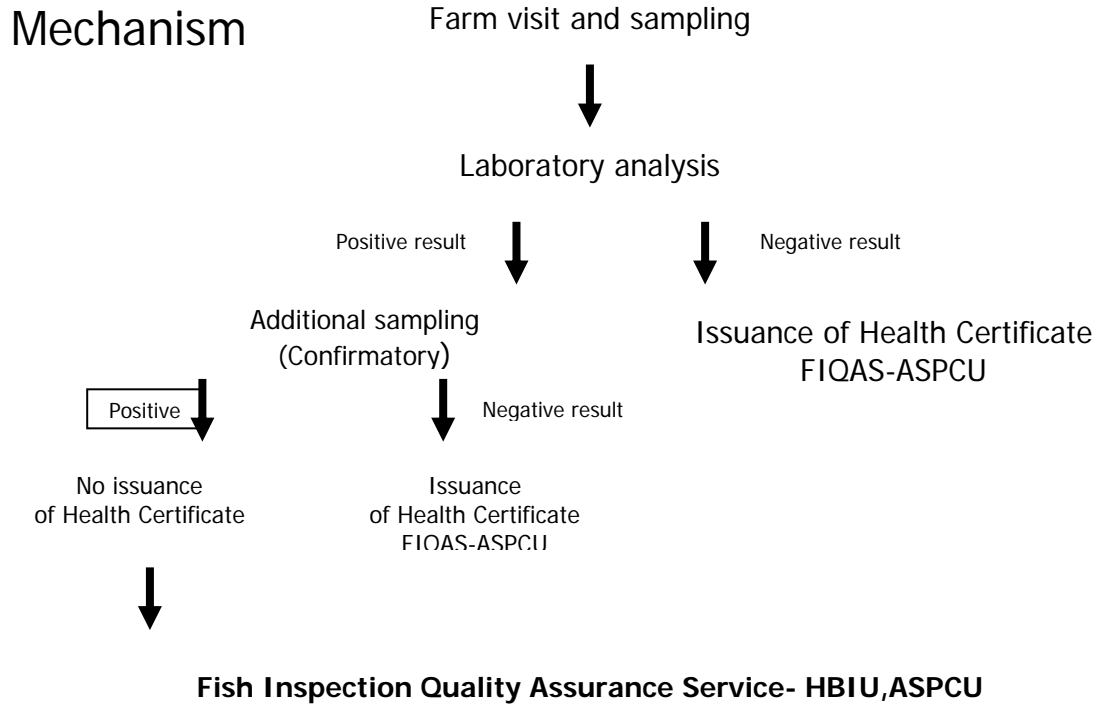 Mechanism
Farm visit and sampling
Laboratory analysis
Positive result
Negative result
Additional sampling
(Confirmatory)
Issuance of Health Certificate
FIQAS-ASPCU
Positive
Negative result
No issuance
of Health Certificate
Issuance
of Health Certificate
FIQAS-ASPCU
Fish Inspection Quality Assurance Service- HBIU,ASPCU